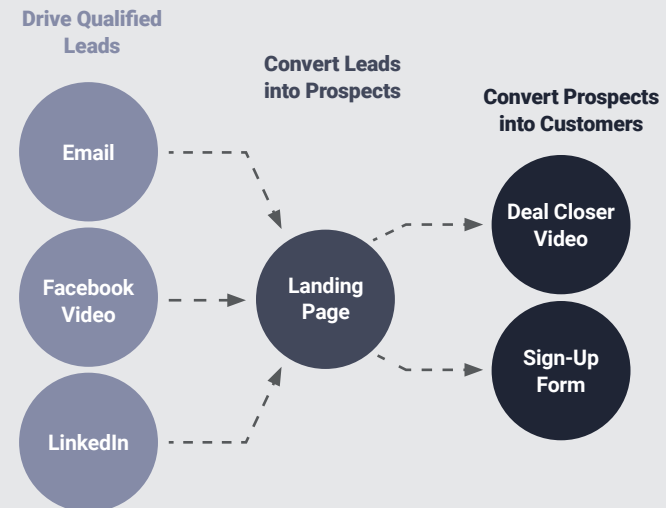 Drive Qualified
Leads
Convert Leads
into Prospects
Convert Prospects
into Customers
Email
Facebook
Video
LinkedIn
Landing
Page
Deal Closer
Video
Sign-Up
Form